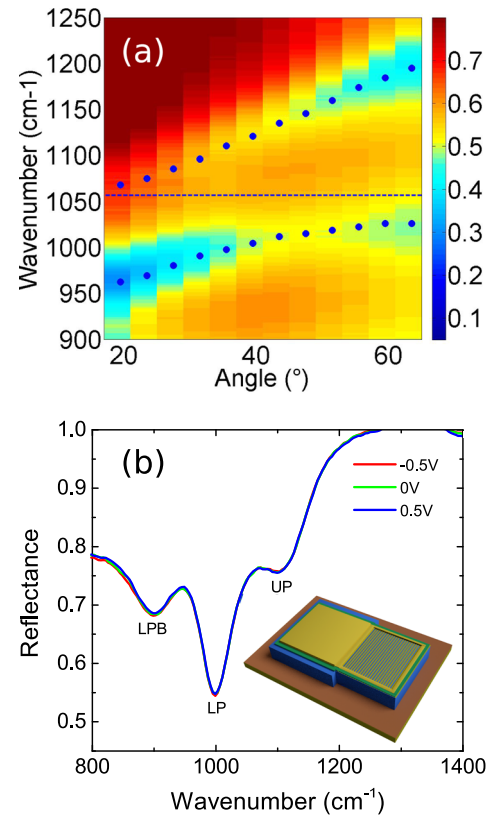 (a)
Wavenumber (cm-1)
1250
1200
1150
1100
1050
1000
950
900
20
40
60
Angle (°)
0.7
0.6
0.5
0.4
0.3
0.2
0.1
(b)
Reflectance
1.0
0.9
0.8
0.7
0.6
0.5
-0.5V
0V
0.5V
LPB
LP
UP
800
1000
1200
1400
Wavenumber (cm⁻¹)